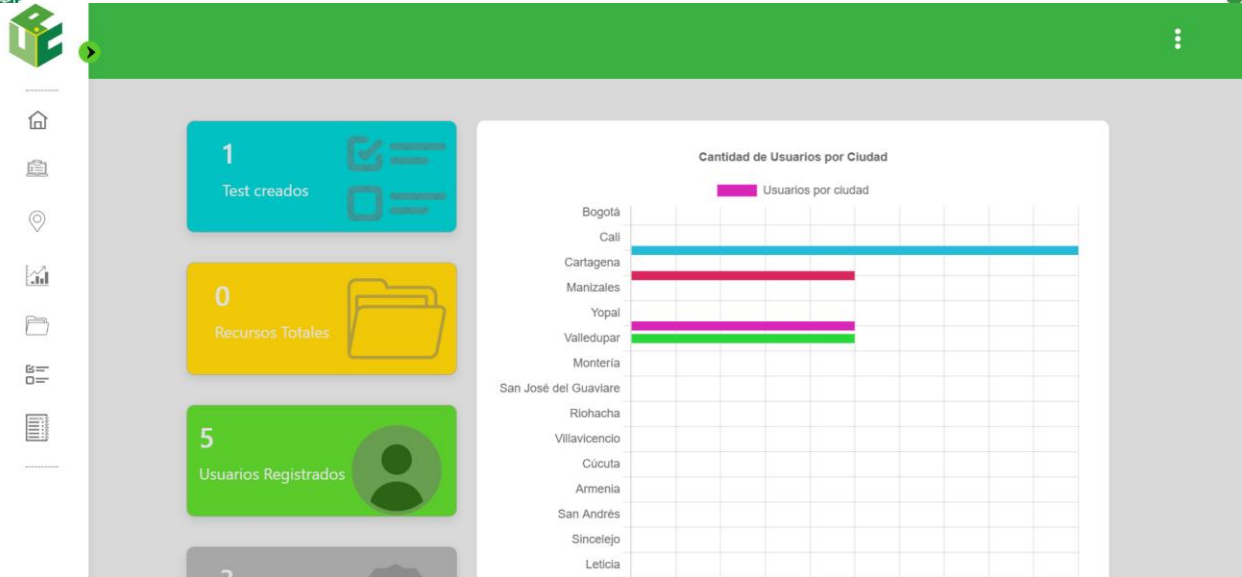 1
Test creados
0
Recursos Totales
5
Usuarios Registrados
Cantidad de Usuarios por Ciudad
Usuarios por ciudad
Bogotá
Cali
Cartagena
Manizales
Yopal
Valledupar
Montería
San José del Guaviare
Riohacha
Villavicencio
Cúcuta
Armenia
San Andrés
Sincelejo
Leticia